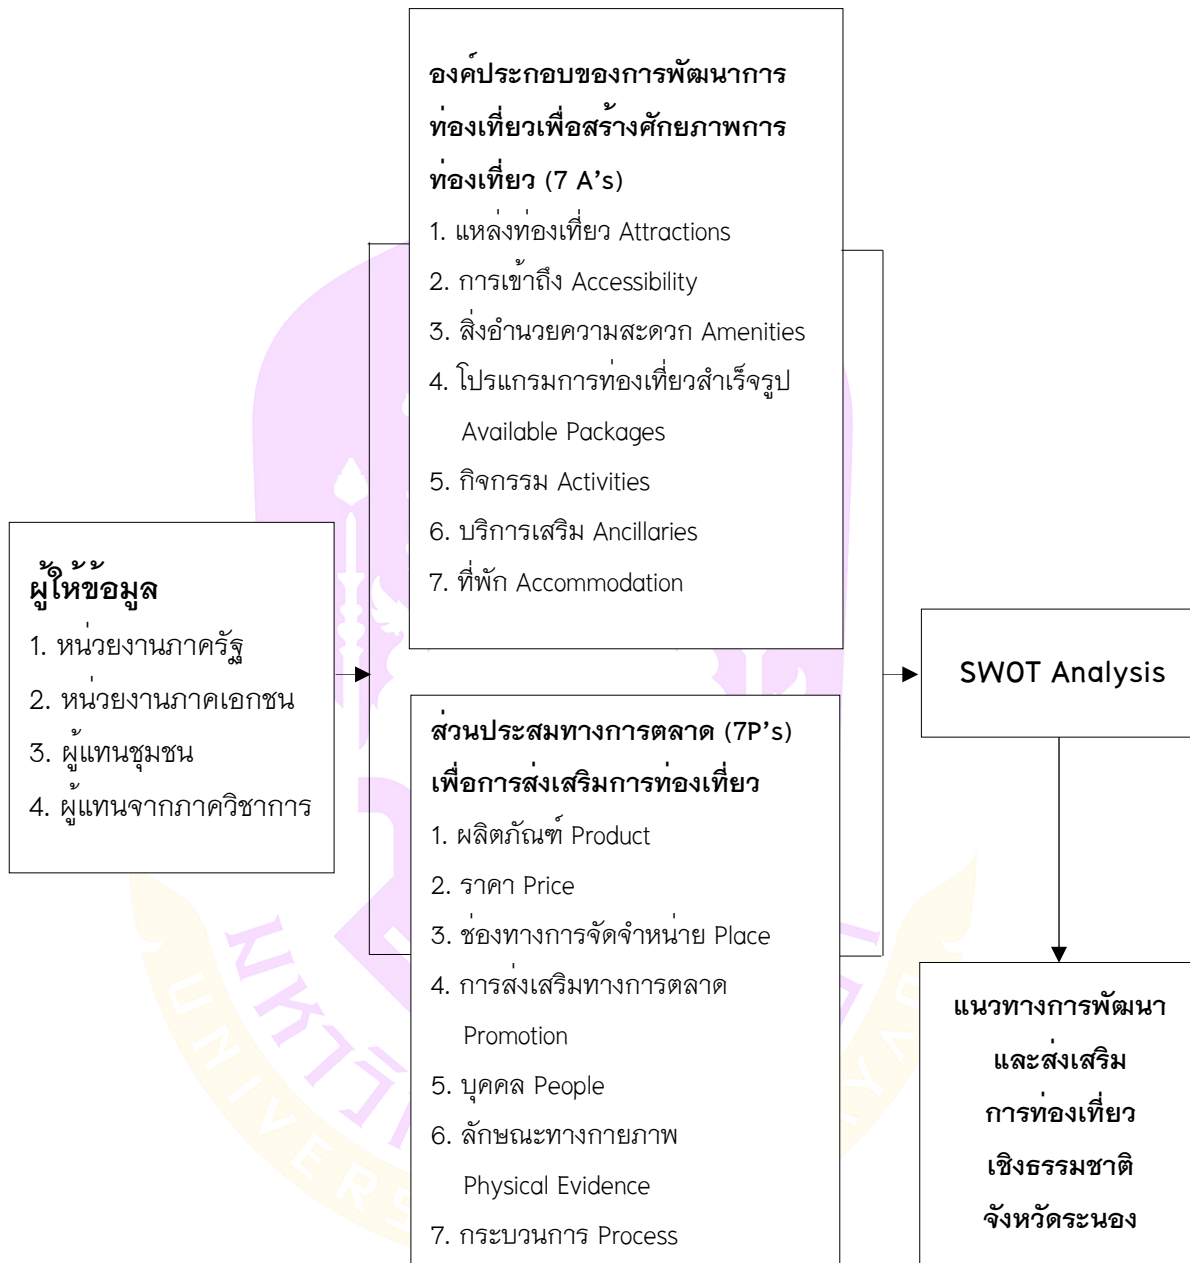 องค์ประกอบของการพัฒนาการ
ท่องเที่ยวเพื่อสร้างศักยภาพการ
ท่องเที่ยว (7 A’s)
1. แหล่งท่องเที่ยว Attractions
2. การเข้าถึง Accessibility
3. สิ่งอำนวยความสะดวก Amenities
4. โปรแกรมการท่องเที่ยวสำเร็จรูป
Available Packages
5. กิจกรรม Activities
6. บริการเสริม Ancillaries
7. ที่พัก Accommodation
ผู้ให้ข้อมูล
1. หน่วยงานภาครัฐ
2. หน่วยงานภาคเอกชน
3. ผู้แทนชุมชน
4. ผู้แทนจากภาควิชาการ
ส่วนประสมทางการตลาด (7P’s)
เพื่อการส่งเสริมการท่องเที่ยว
1. ผลิตภัณฑ์ Product
2. ราคา Price
3. ช่องทางการจัดจำหน่าย Place
4. การส่งเสริมทางการตลาด
Promotion
5. บุคคล People
6. ลักษณะทางกายภาพ
Physical Evidence
7. กระบวนการ Process
SWOT Analysis
แนวทางการพัฒนา
และส่งเสริม
การท่องเที่ยว
เชิงธรรมชาติ
จังหวัดระนอง